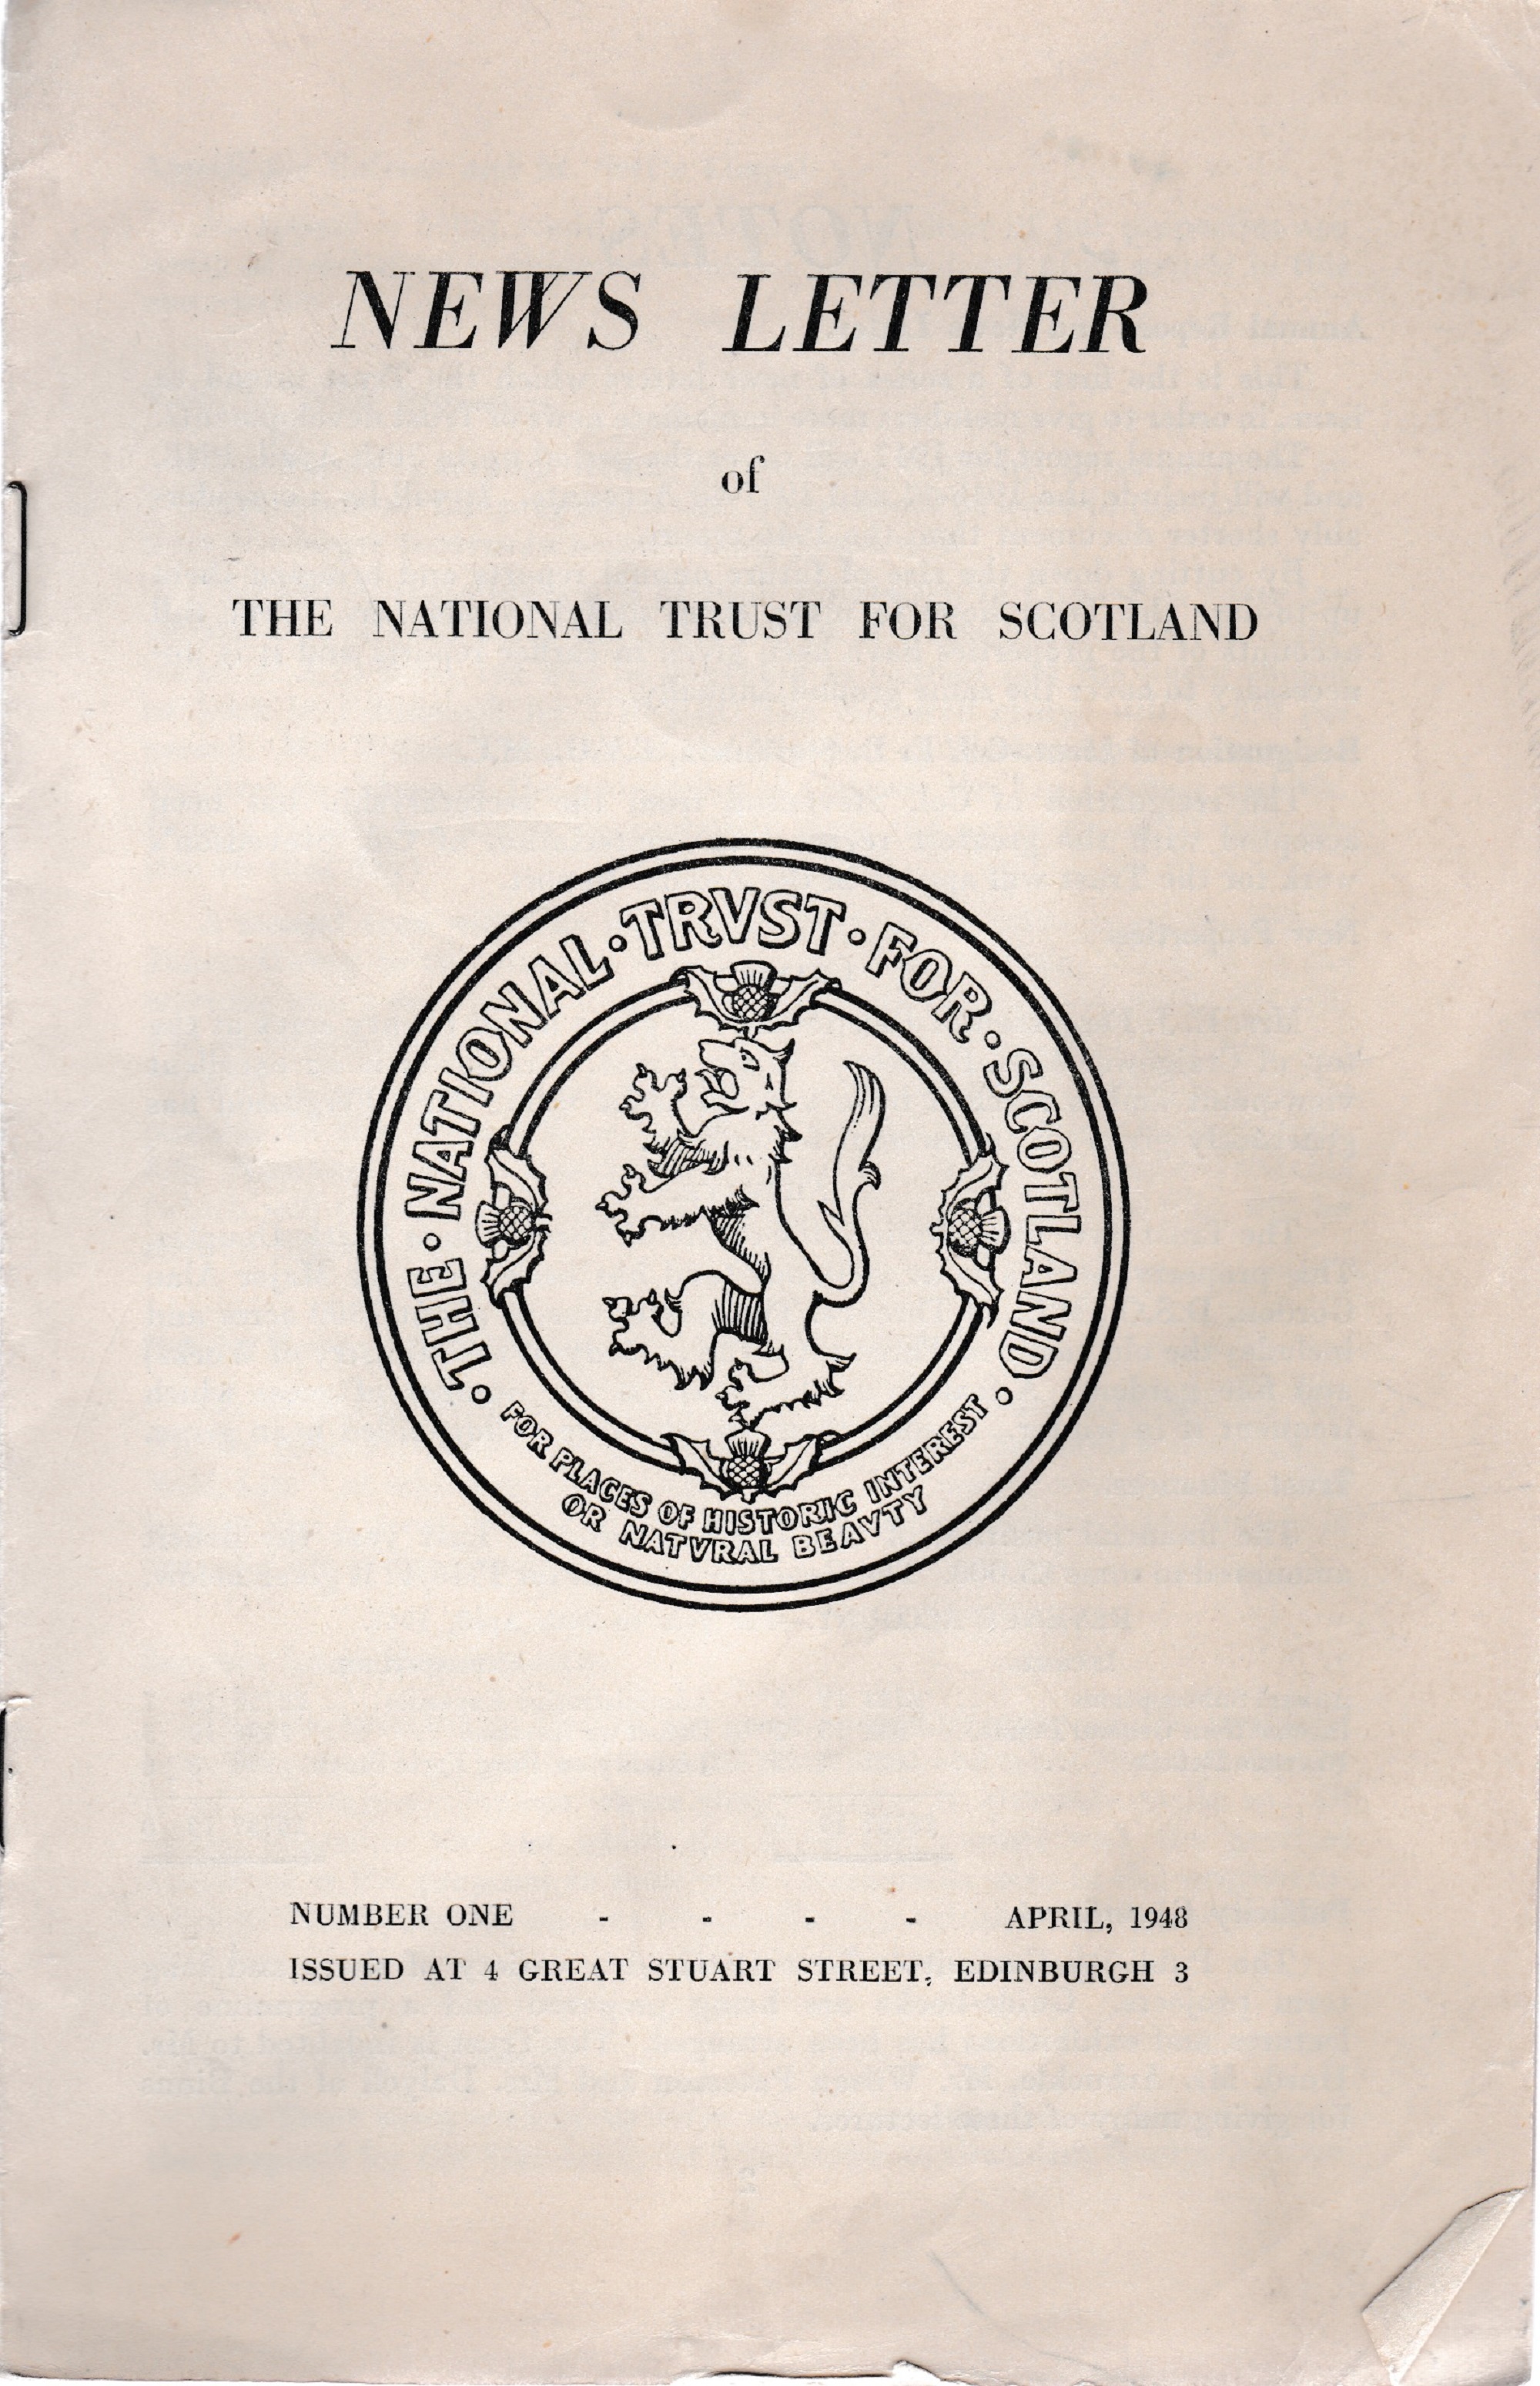 NEWS LETTER
of
THE NATIONAL TRUST FOR SCOTLAND
THE · NATIONAL · TRVST · FOR · SCOTLAND ·
FOR PLACES OF HISTORIC INTEREST
OR NATVRAL BEAVTY
NUMBER ONE - - - - APRIL, 1948
ISSUED AT 4 GREAT STUART STREET, EDINBURGH 3